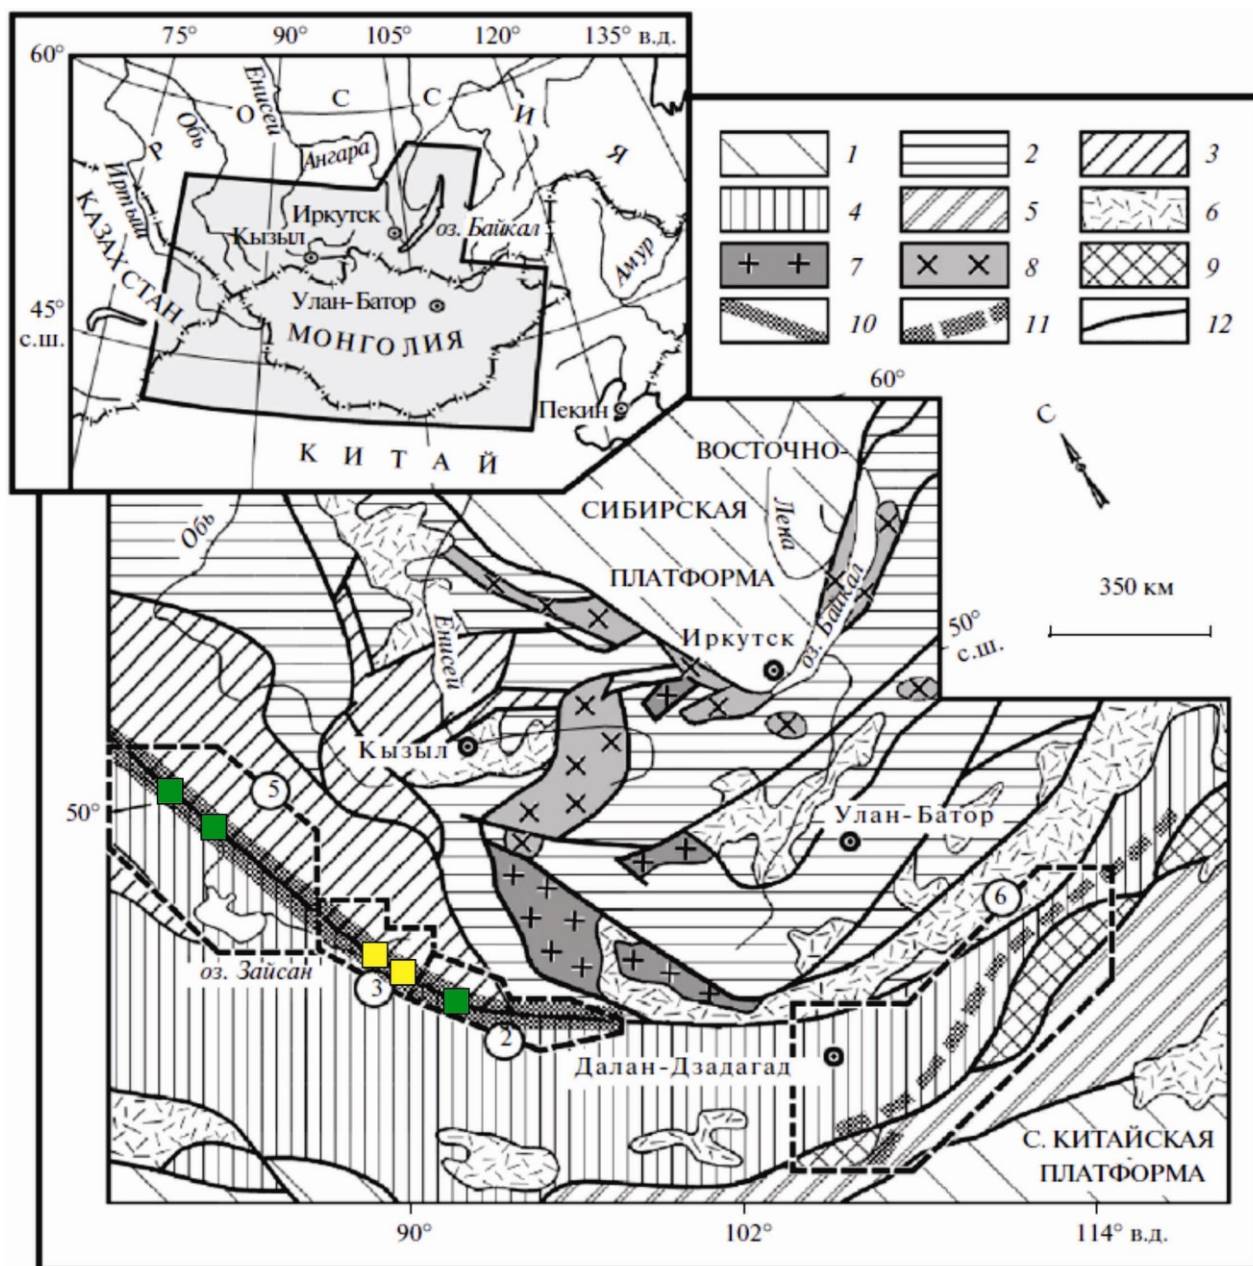 75° 90° 105° 120° 135° в.д.
60°
Р О С С И Я
Обь
Енисей
Ангара
Иртыш
КАЗАХСТАН
Иркутск
оз. Байкал
Кызыл
Амур
Улан-Батор
МОНГОЛИЯ
45°
с.ш.
Пекин
КИТАЙ
1 2 3
4 5 6
7 8 9
10 11 12
60°
С
350 км
ВОСТОЧНО-
СИБИРСКАЯ
ПЛАТФОРМА
Лена
Обь
Енисей
Иркутск
оз. Байкал
50°
с.ш.
Кызыл
5
50°
Улан-Батор
6
оз. Зайсан
3
2
Далан-Дзадагад
С. КИТАЙСКАЯ
ПЛАТФОРМА
90° 102° 114° в.д.